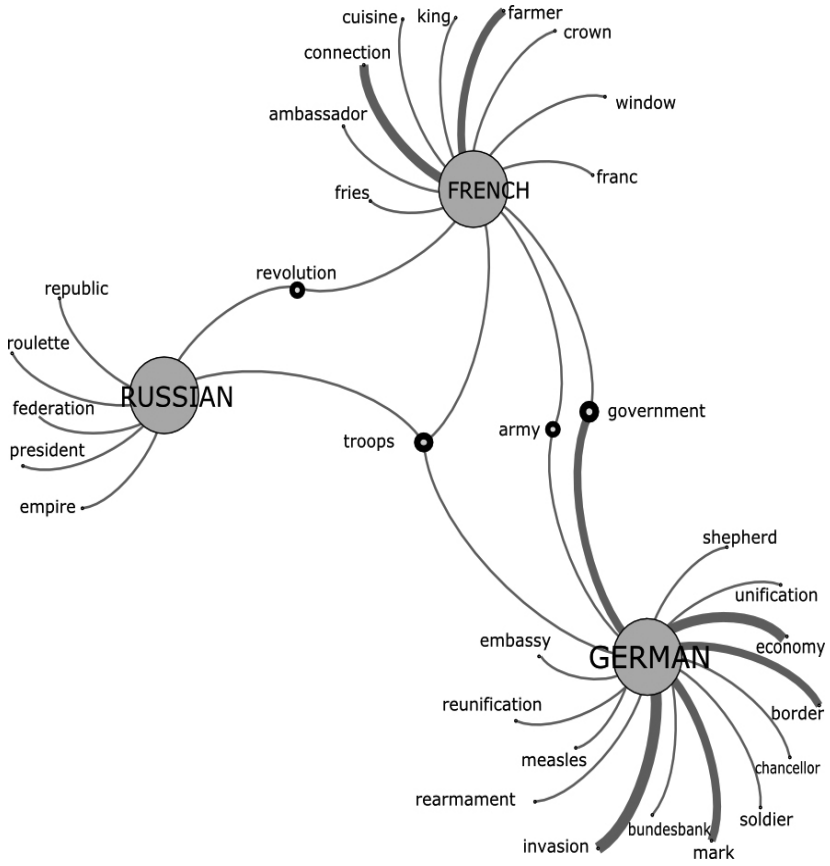 cuisine
king
farmer
crown
connection
window
ambassador
franc
fries
FRENCH
revolution
republic
roulette
RUSSIAN
federation
president
empire
troops
army
government
shepherd
unification
economy
embassy
GERMAN
border
reunification
chancellor
measles
soldier
rearmament
bundesbank
invasion
mark